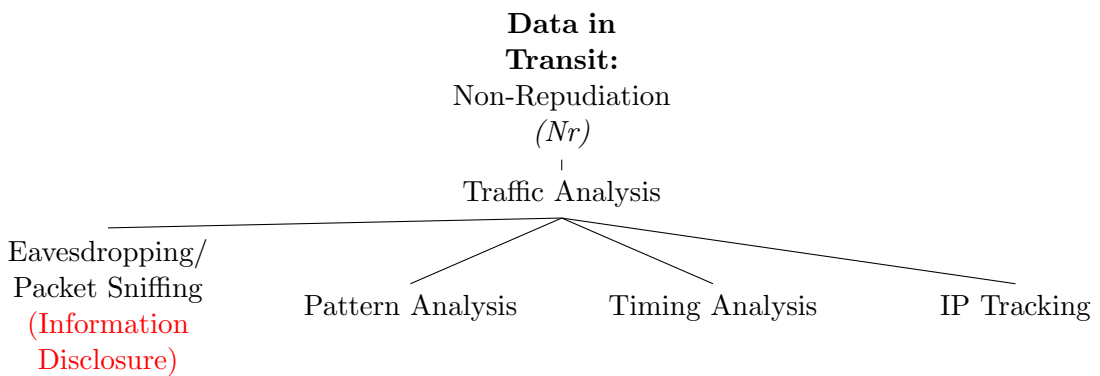 Data in
Transit:
Non-Repudiation
(Nr)
Traffic Analysis
Eavesdropping/
Packet Sniffing
(Information
Disclosure)
Pattern Analysis
Timing Analysis
IP Tracking